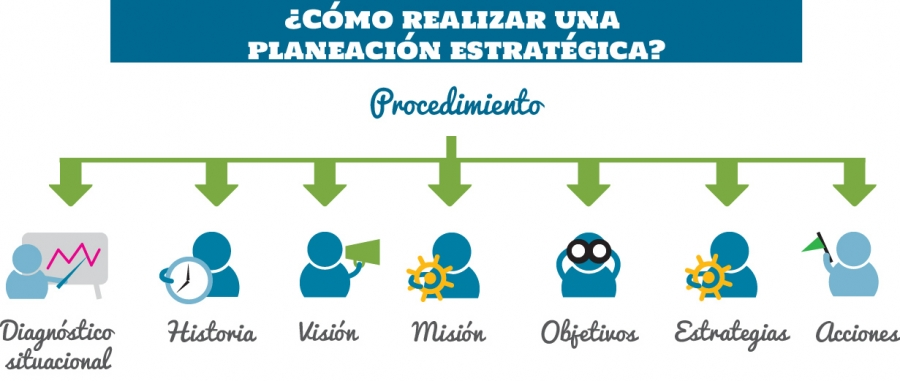 ¿CÓMO REALIZAR UNA
PLANEACIÓN ESTRATÉGICA?
Procedimiento
Diagnóstico
situacional
Historia
Visión
Misión
Objetivos
Estrategias
Acciones